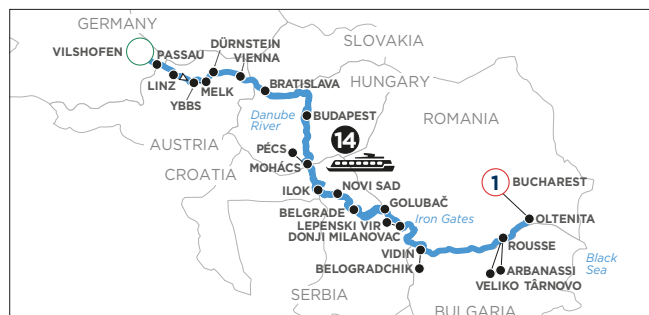 GERMANY
DÜRNSTEIN
SLOVAKIA
VILSHOFEN
PASSAU
VIENNA
LINZ
MELK
YBBS
BRATISLAVA
HUNGARY
Danube
River
BUDAPEST
ROMANIA
AUSTRIA
14
PÉCS
MOHÁCS
CROATIA
ILOK
NOVI SAD
1
BUCHAREST
BELGRADE
GOLUBAČ
LEPENSKI VIR
Iron Gates
OLTENITA
DONJI MILANOVAC
VIDIN
ROUSSE
BELOGRADCHIK
ARBANASSI
Black
Sea
VELIKO TÂRNOVO
SERBIA
BULGARIA